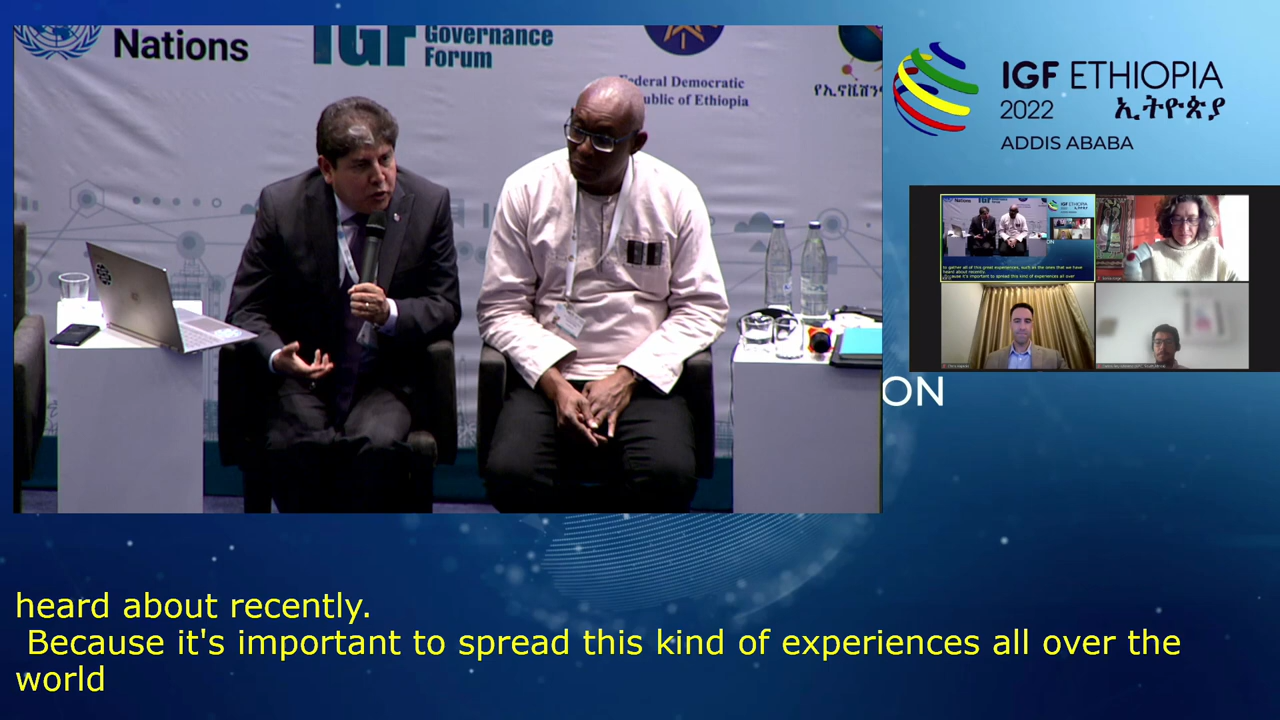 Nations
IGF
Governance
Forum
Federal Democratic
Republic of Ethiopia
IGF ETHIOPIA
2022 ኢትዮጵያ
ADDIS ABABA
ON
heard about recently.
Because it's important to spread this kind of experiences all over the
world